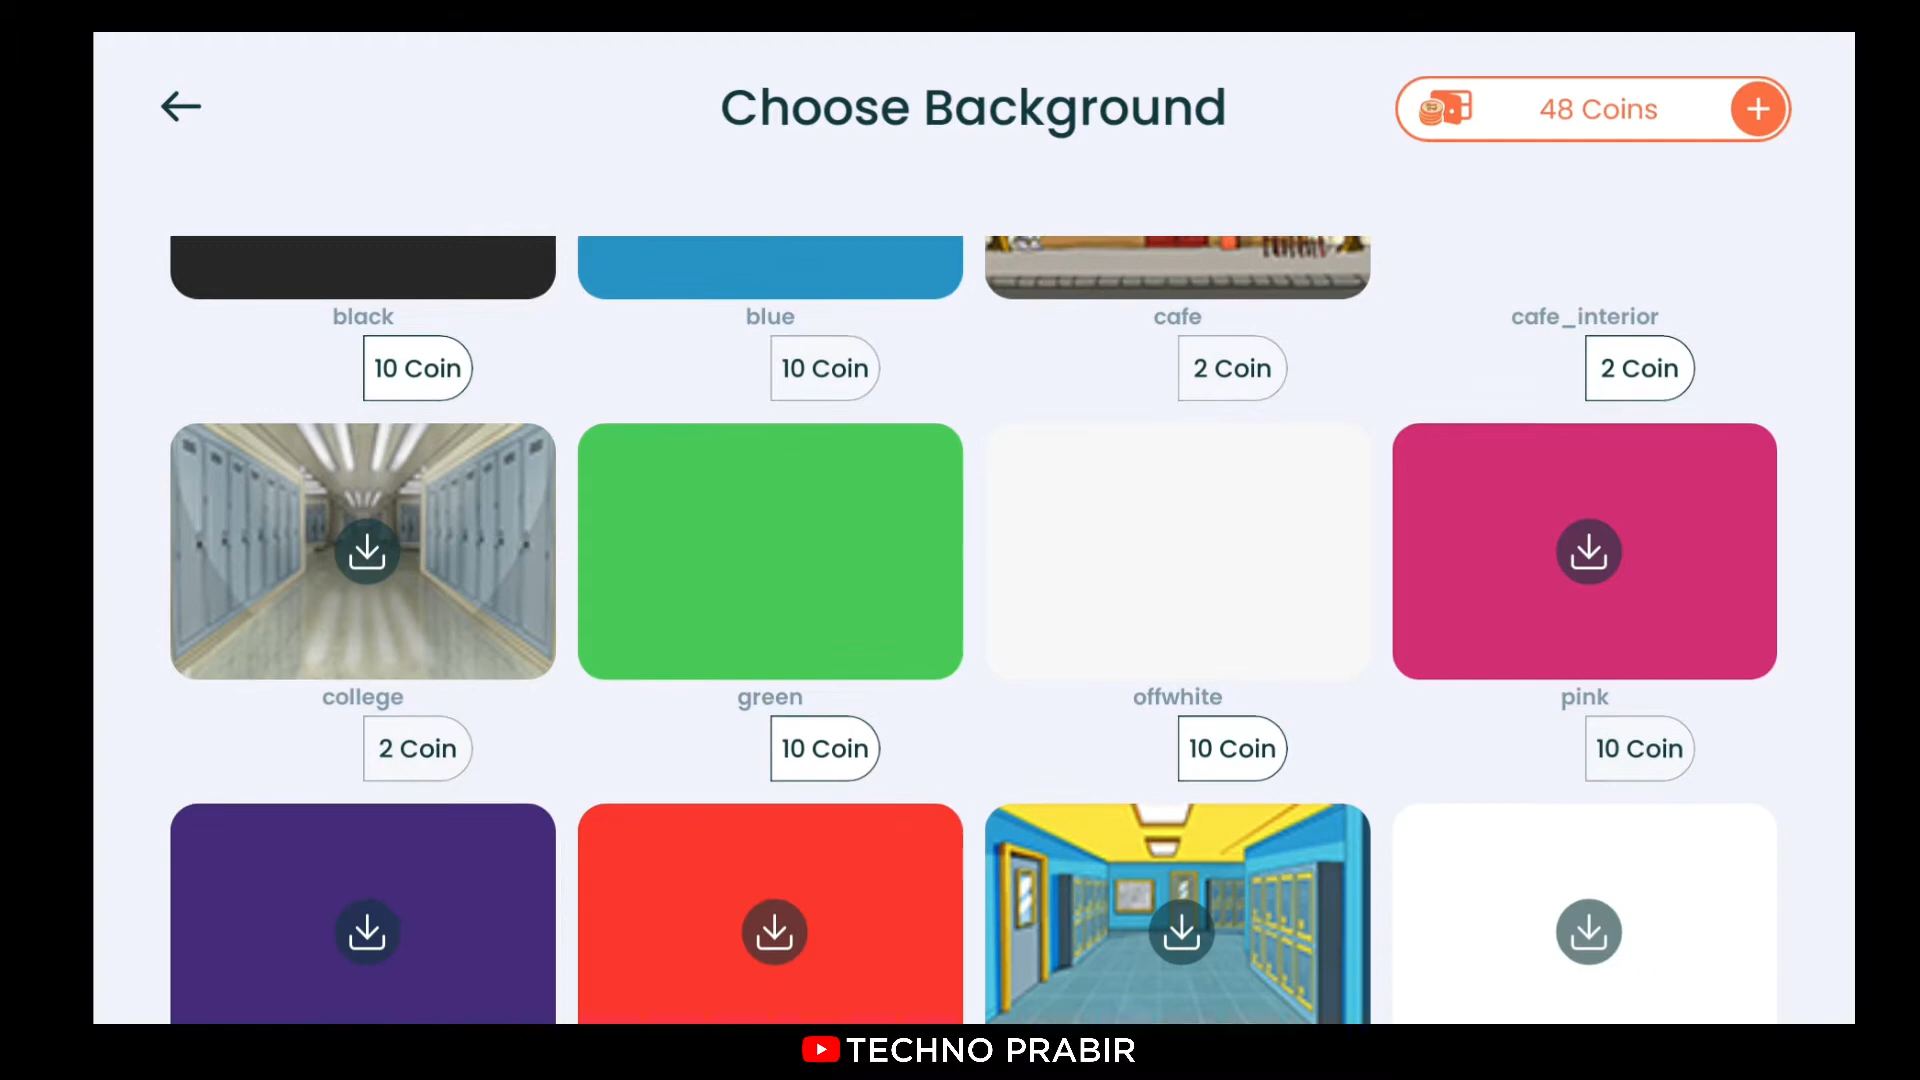 Choose Background
48 Coins
black
blue
cafe
cafe_interior
10 Coin
10 Coin
2 Coin
2 Coin
college
green
offwhite
pink
2 Coin
10 Coin
10 Coin
10 Coin
TECHNO PRABIR